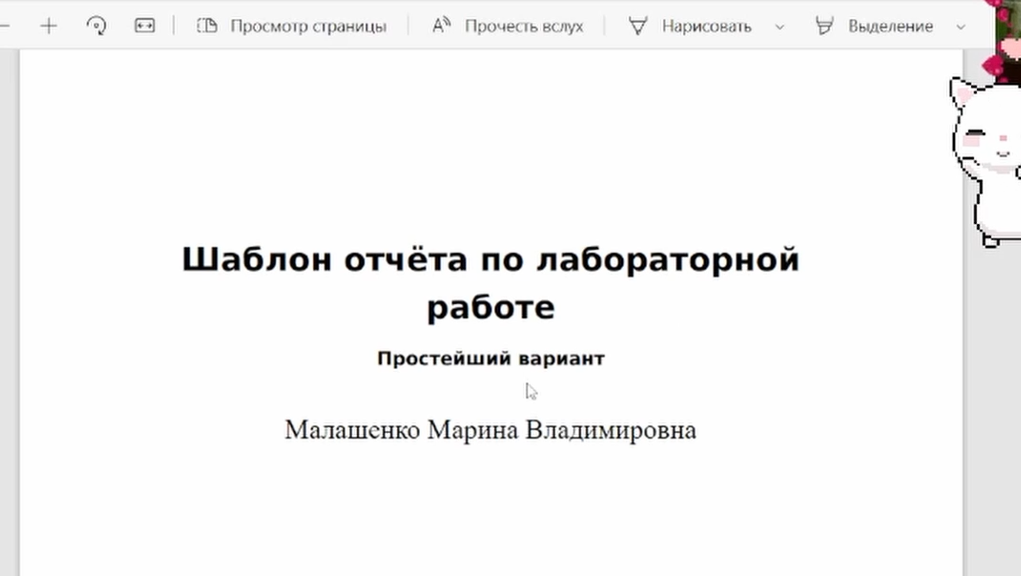 Просмотр страницы Прочесть вслух Нарисовать Выделение
Шаблон отчёта по лабораторной
работе
Простейший вариант
Малашенко Марина Владимировна